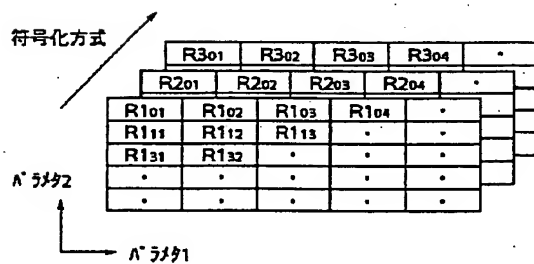 符号化方式
R301 R302 R303 R304 ・
R201 R202 R203 R204 ・
R101 R102 R103 R104 ・
R111 R112 R113 ・ ・
R131 R132 ・ ・ ・
・ ・ ・ ・ ・
・ ・ ・ ・ ・
パラメタ2
パラメタ1